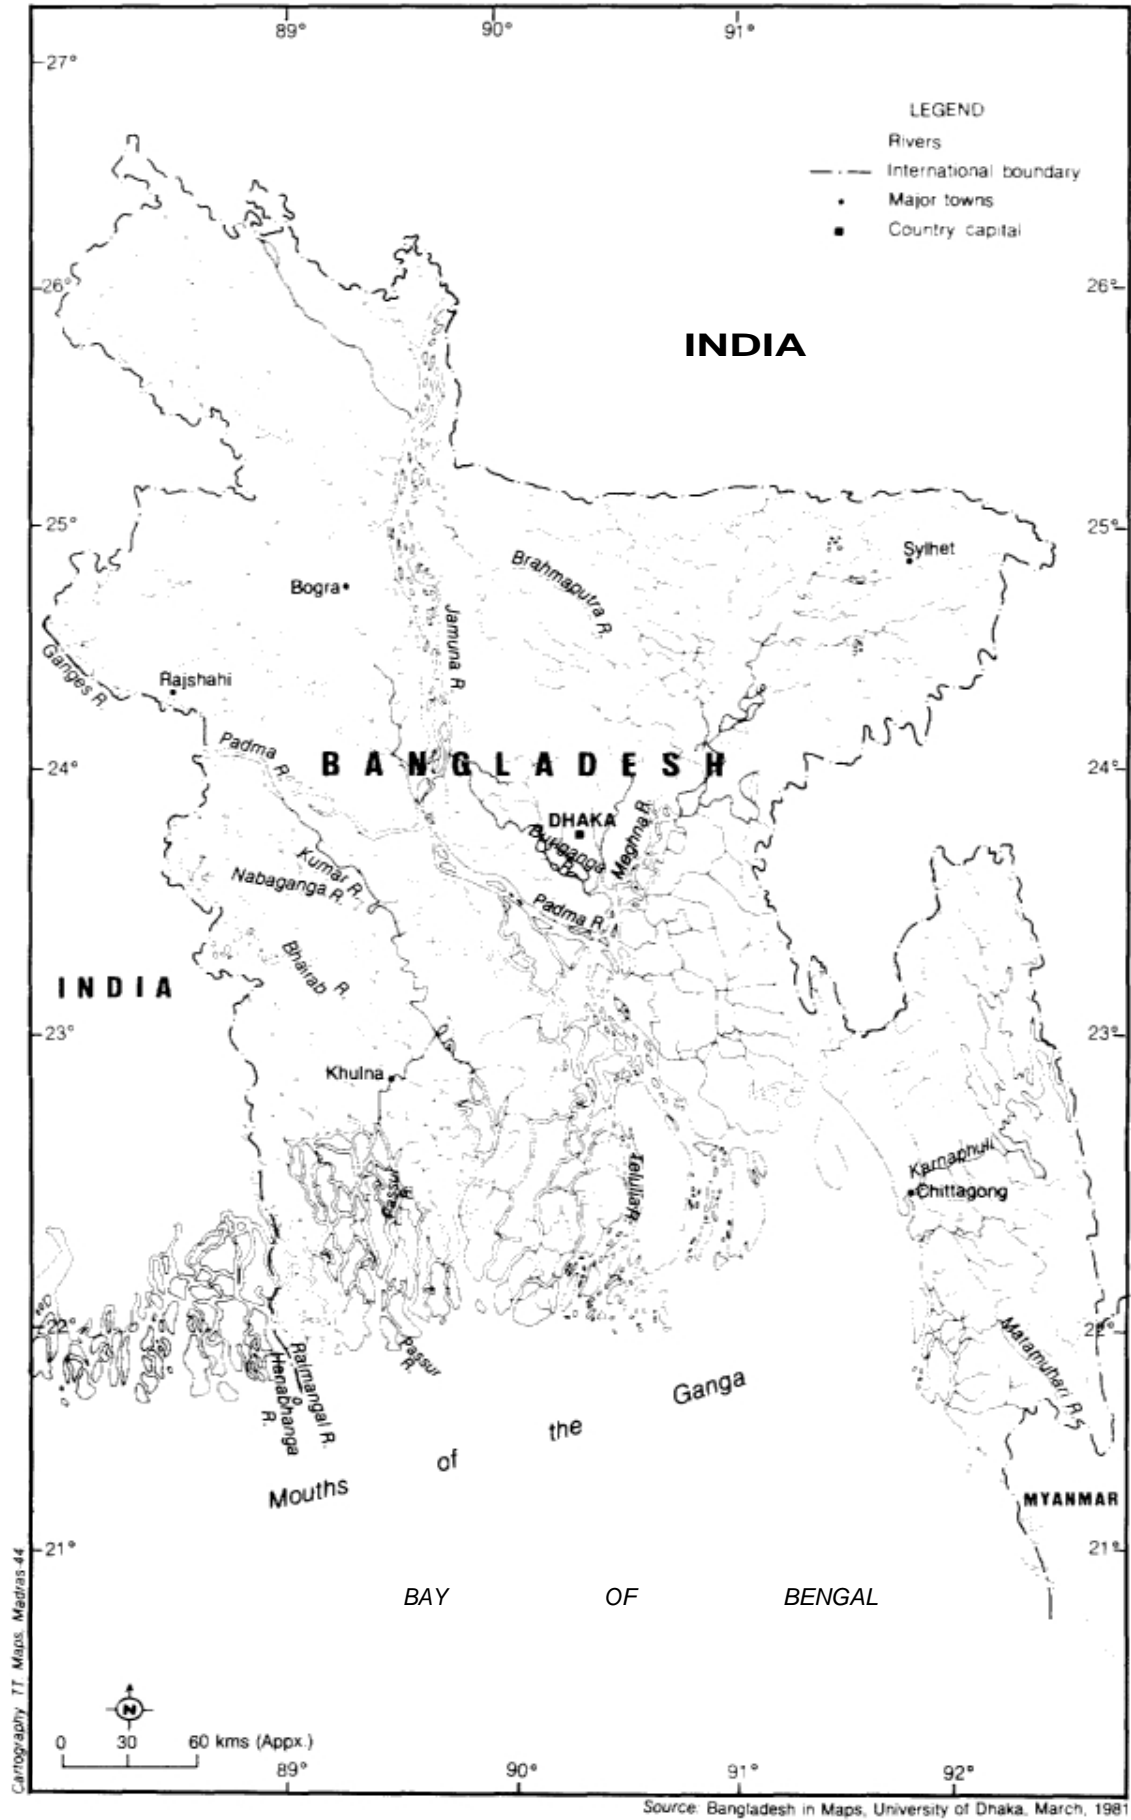 89°
90°
91°
27°
LEGEND
Rivers
International boundary
Major towns
Country capital
26°
26°
INDIA
25°
25°
Sylhet
Brahmaputra R.
Bogra
Jamuna R
Ganges R.
Rajshahi
Padma R.
BANGLADESH
24°
24°
DHAKA
Buriganga R.
Meghna R.
Kumar R.
Nabaganga R.
Padma R.
Bhairab R.
INDIA
23°
23°
Khulna
Karnaphuli
Chittagong
Passur R.
22°
22°
Matamuhari R.
Passur R.
Raimangal R.
Hariabhanga R.
Mouths of the Ganga
MYANMAR
21°
21°
BAY OF BENGAL
N
0 30 60 kms (Appx.)
89°
90°
91°
92°
Cartography TT. Maps, Madras-44
Source: Bangladesh in Maps, University of Dhaka, March, 1981